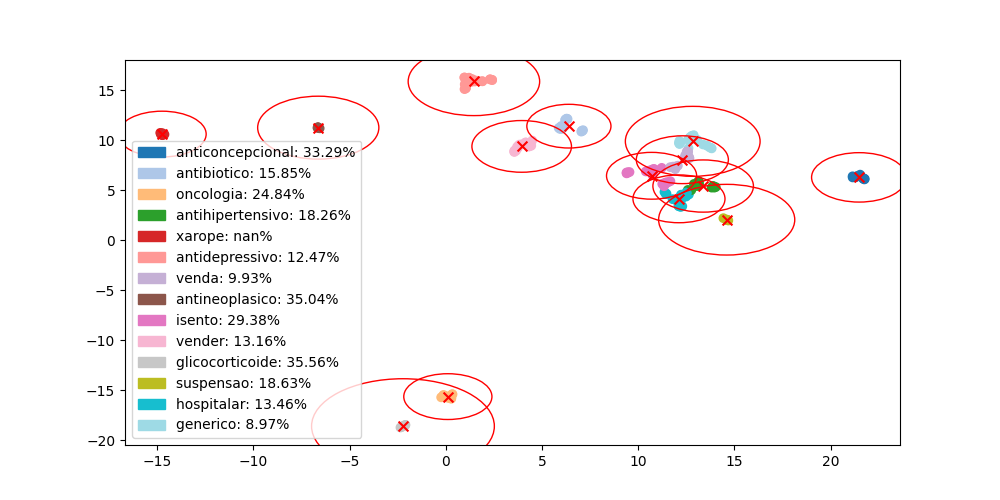 15
10
5
0
−5
−10
−15
−20
anticoncepcional: 33.29%
antibiotico: 15.85%
oncologia: 24.84%
antihipertensivo: 18.26%
xarope: nan%
antidepressivo: 12.47%
venda: 9.93%
antineoplasico: 35.04%
isento: 29.38%
vender: 13.16%
glicocorticoide: 35.56%
suspensao: 18.63%
hospitalar: 13.46%
generico: 8.97%
−15 −10 −5 0 5 10 15 20